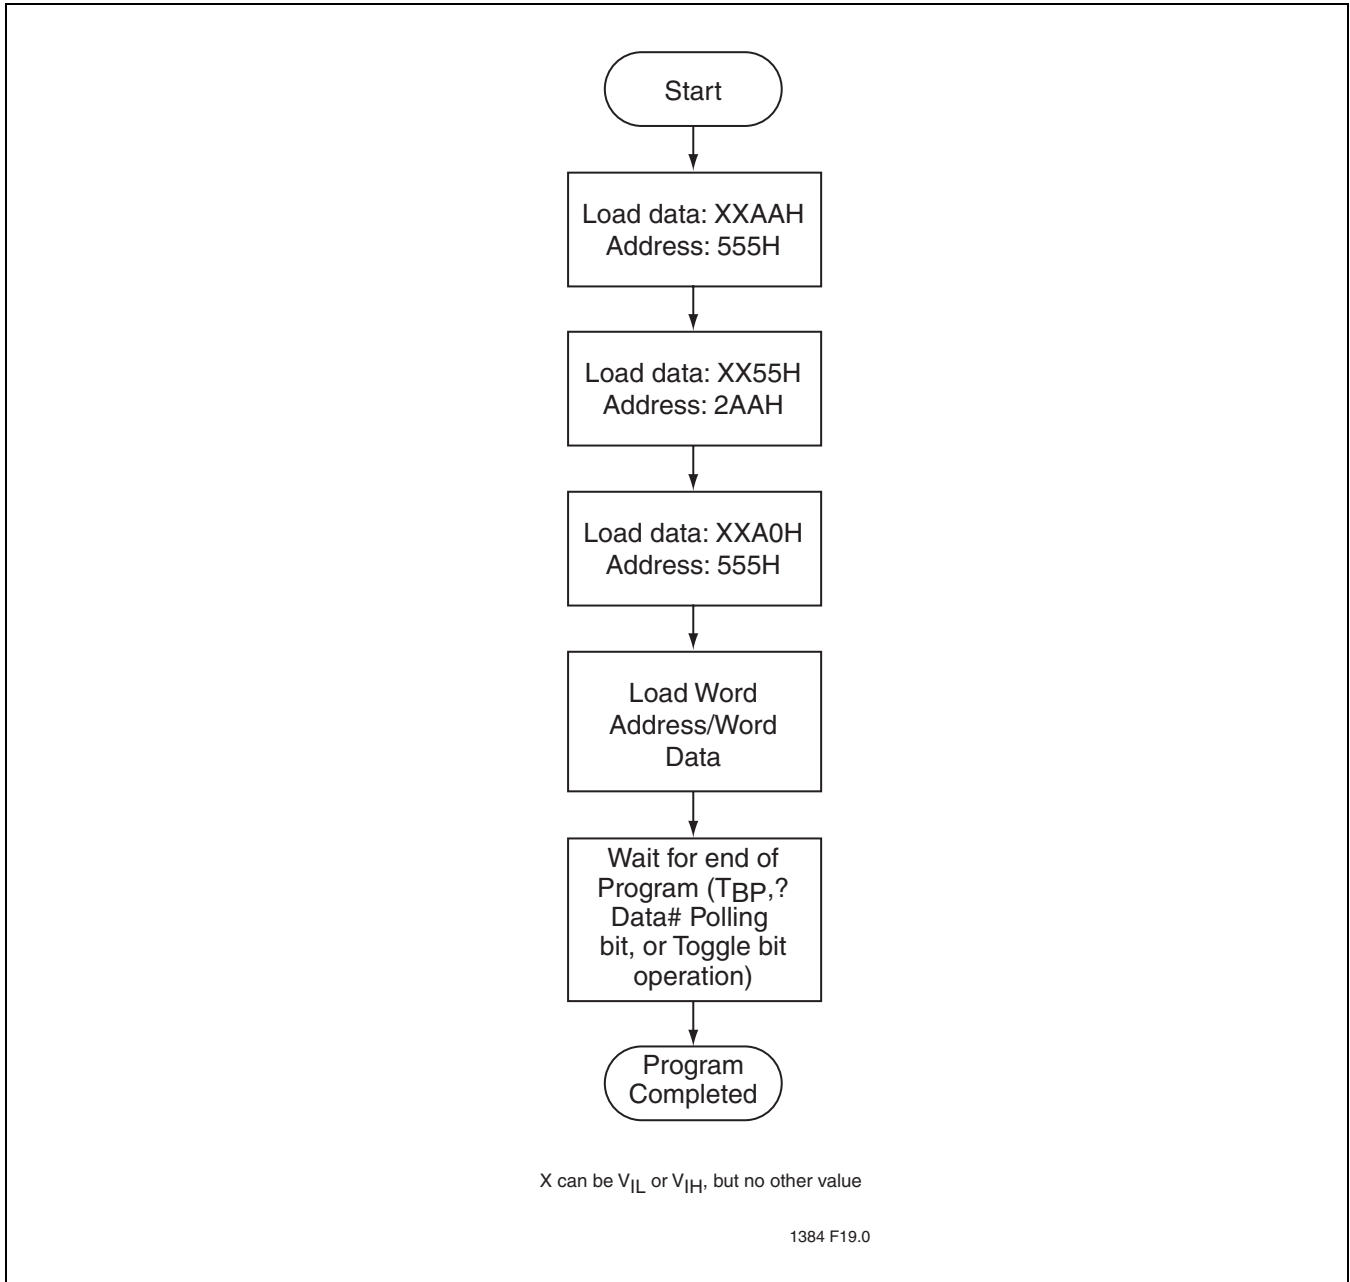 Start
Load data: XXAAH
Address: 555H
Load data: XX55H
Address: 2AAH
Load data: XXA0H
Address: 555H
Load Word
Address/Word
Data
Wait for end of
Program (TBP,?
Data# Polling
bit, or Toggle bit
operation)
Program
Completed
X can be VIL or VIH, but no other value
1384 F19.0